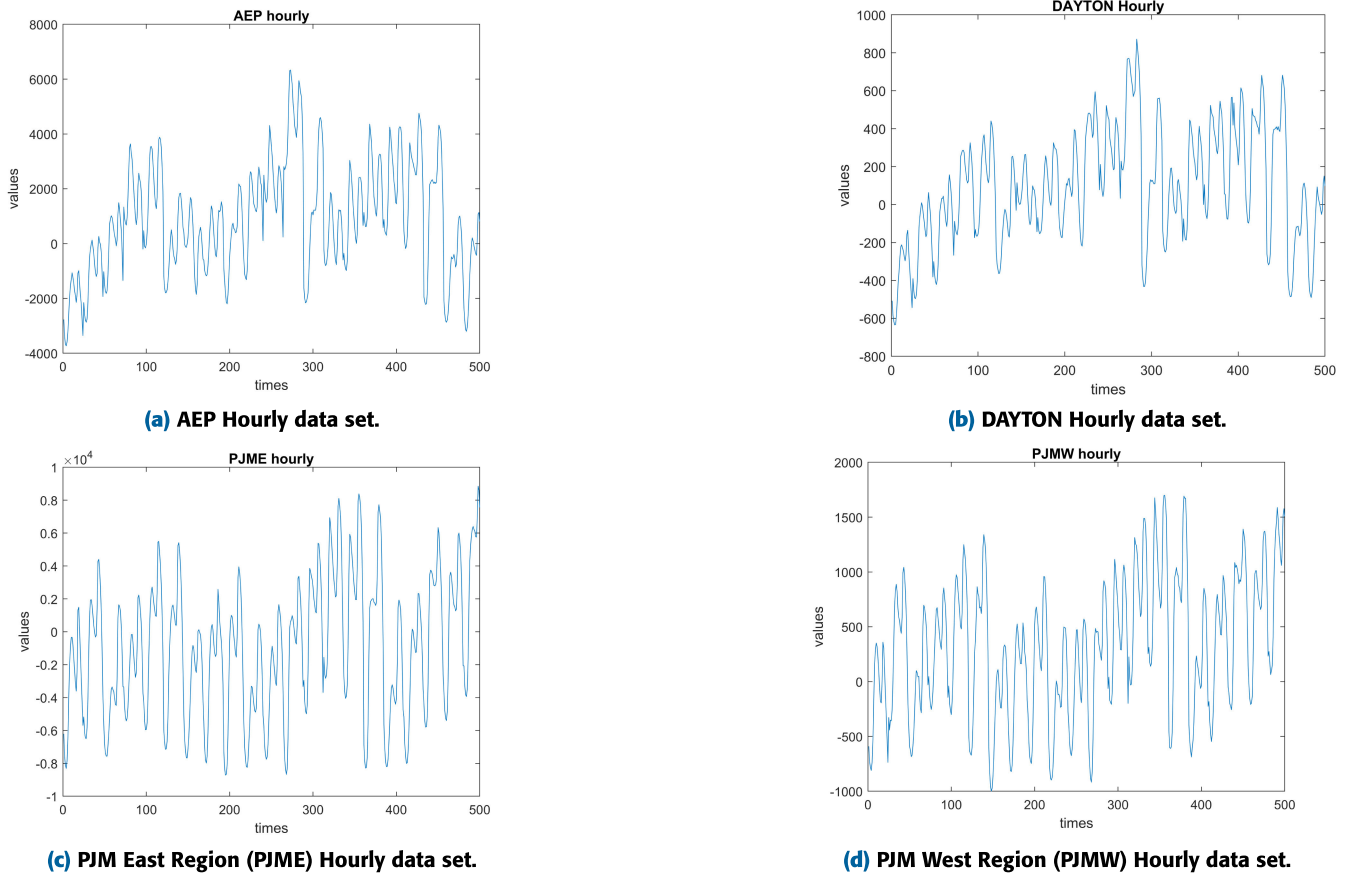 AEP hourly
8000
6000
4000
2000
0
-2000
-4000
values
0 100 200 300 400 500
times
(a) AEP Hourly data set.
DAYTON Hourly
1000
800
600
400
200
0
-200
-400
-600
-800
values
0 100 200 300 400 500
times
(b) DAYTON Hourly data set.
PJME hourly
×10⁴
1
0.8
0.6
0.4
0.2
0
-0.2
-0.4
-0.6
-0.8
-1
values
0 100 200 300 400 500
times
(c) PJM East Region (PJME) Hourly data set.
PJMW hourly
2000
1500
1000
500
0
-500
-1000
values
0 100 200 300 400 500
times
(d) PJM West Region (PJMW) Hourly data set.